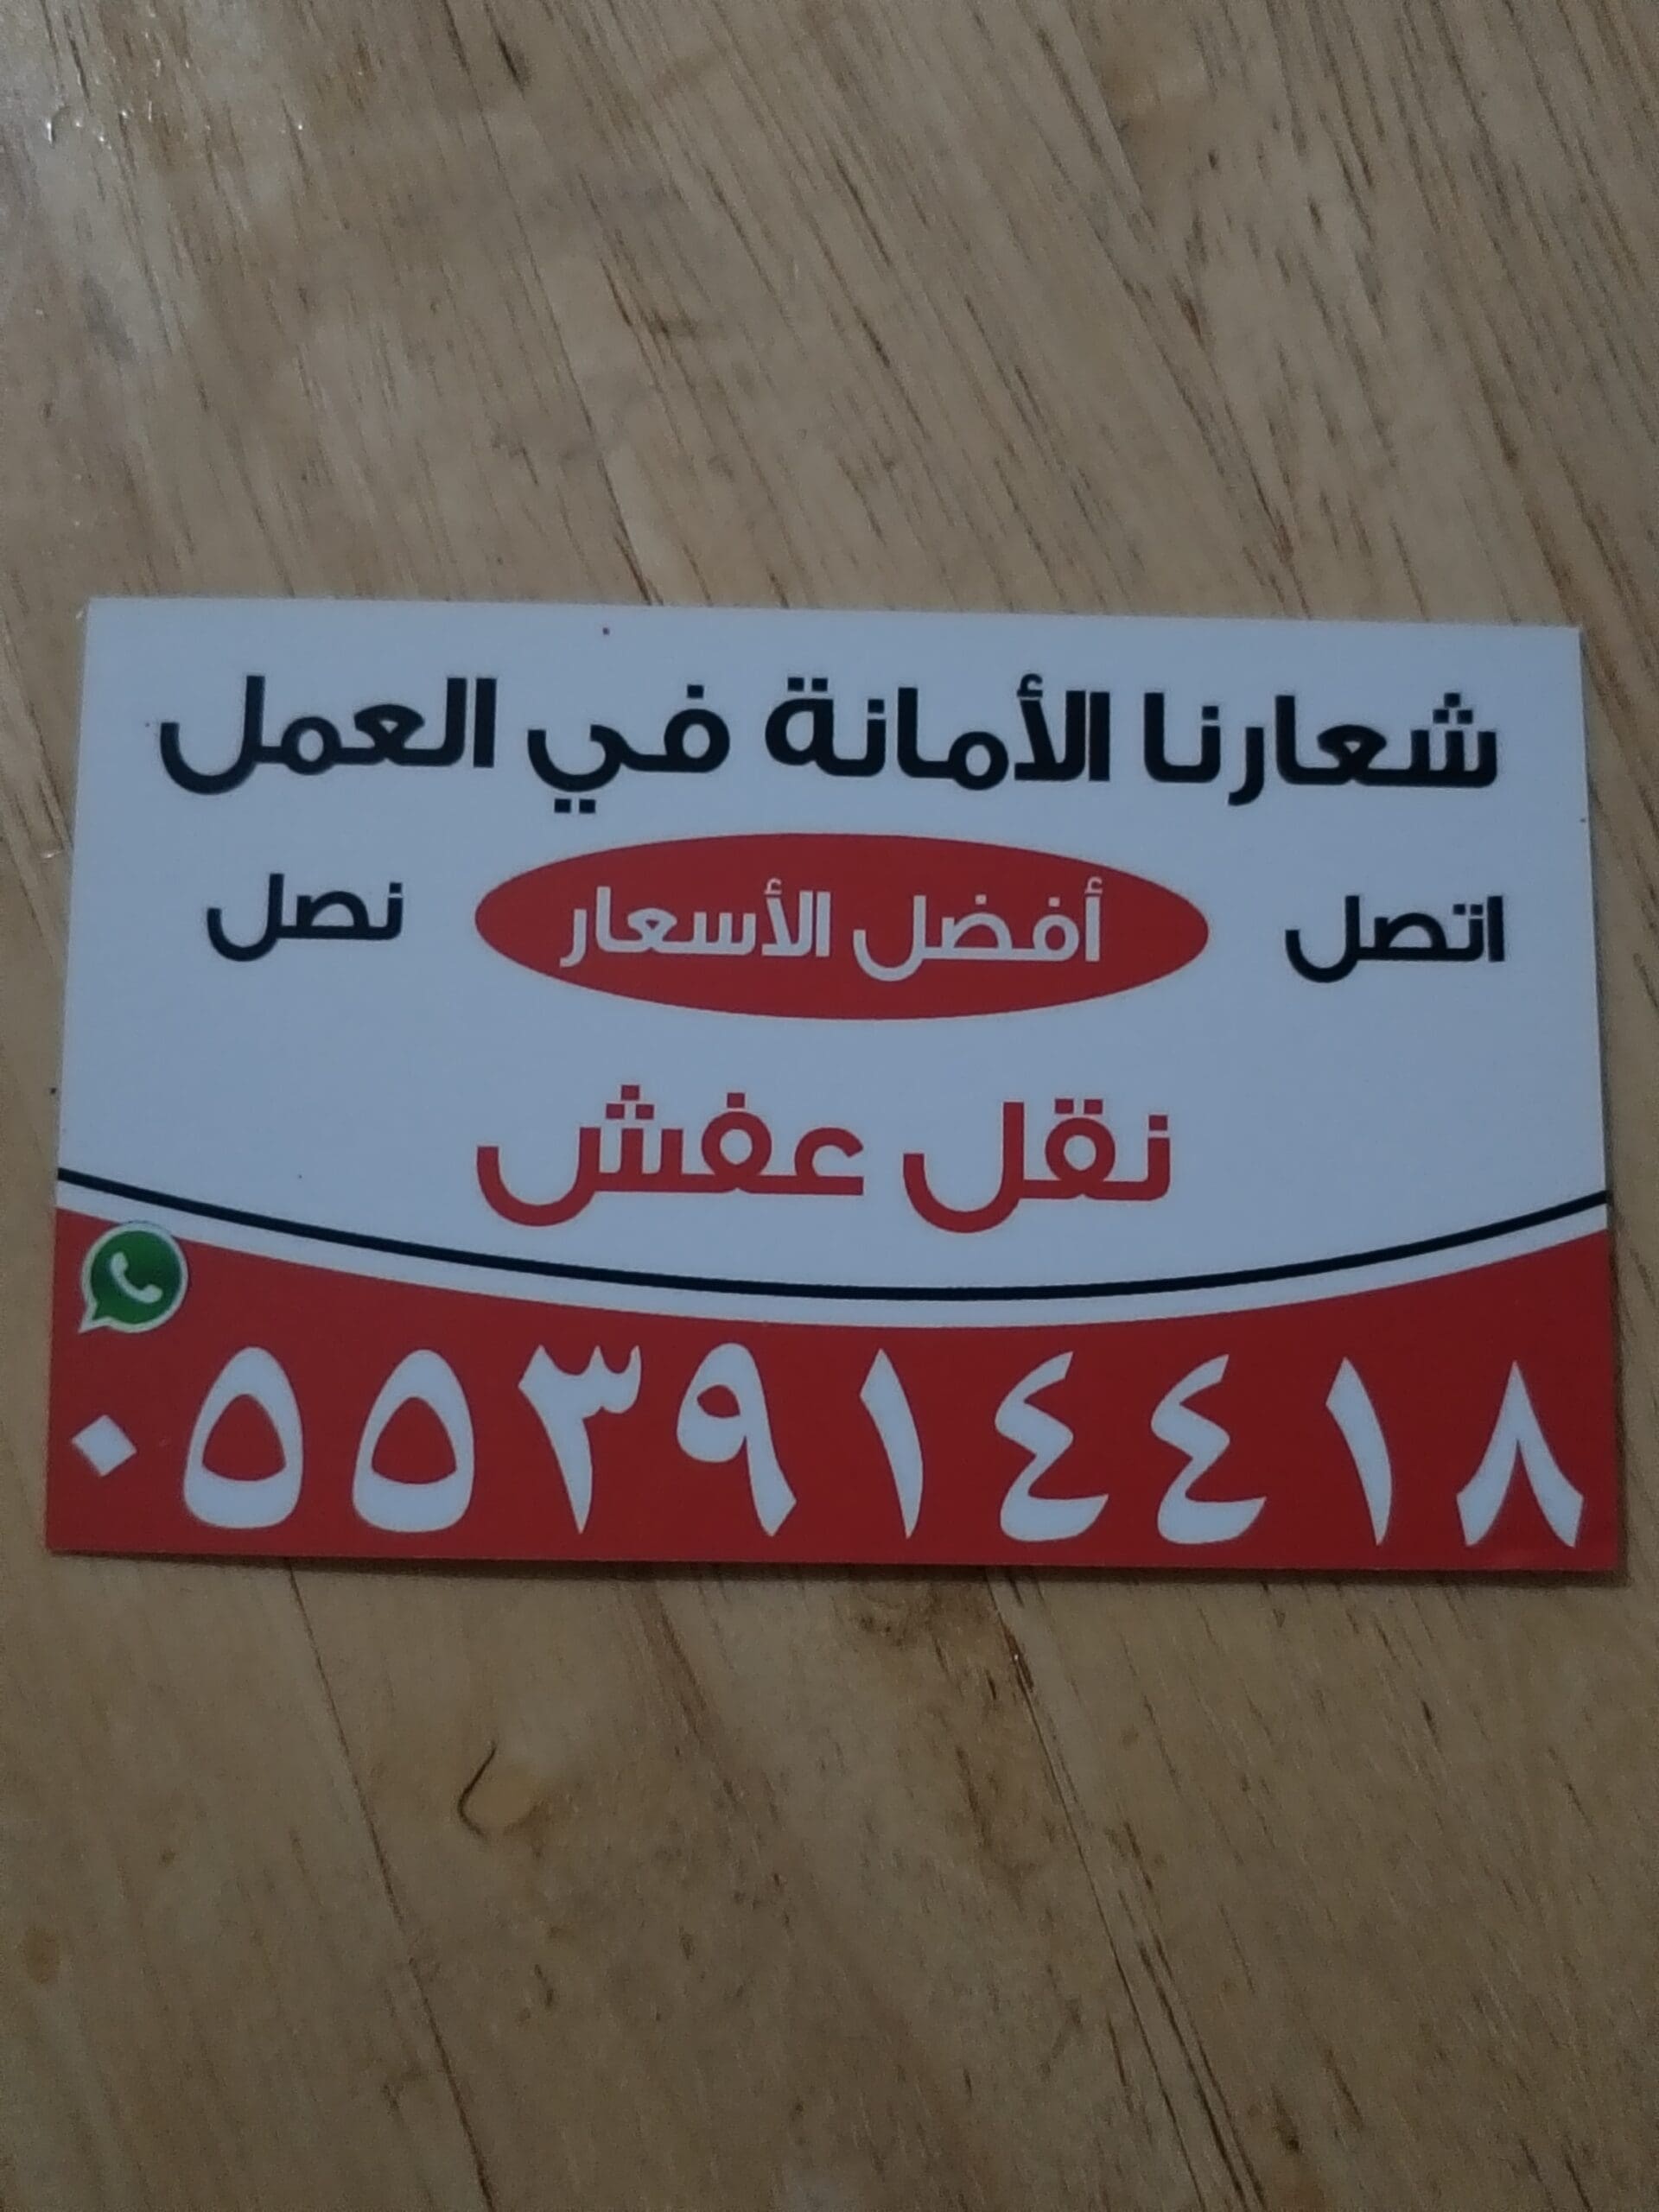 شعارنا الأمانة في العمل
اتصل أفضل الأسعار نصل
نقل عفش
٠٥٥٣٩١٤٤١٨